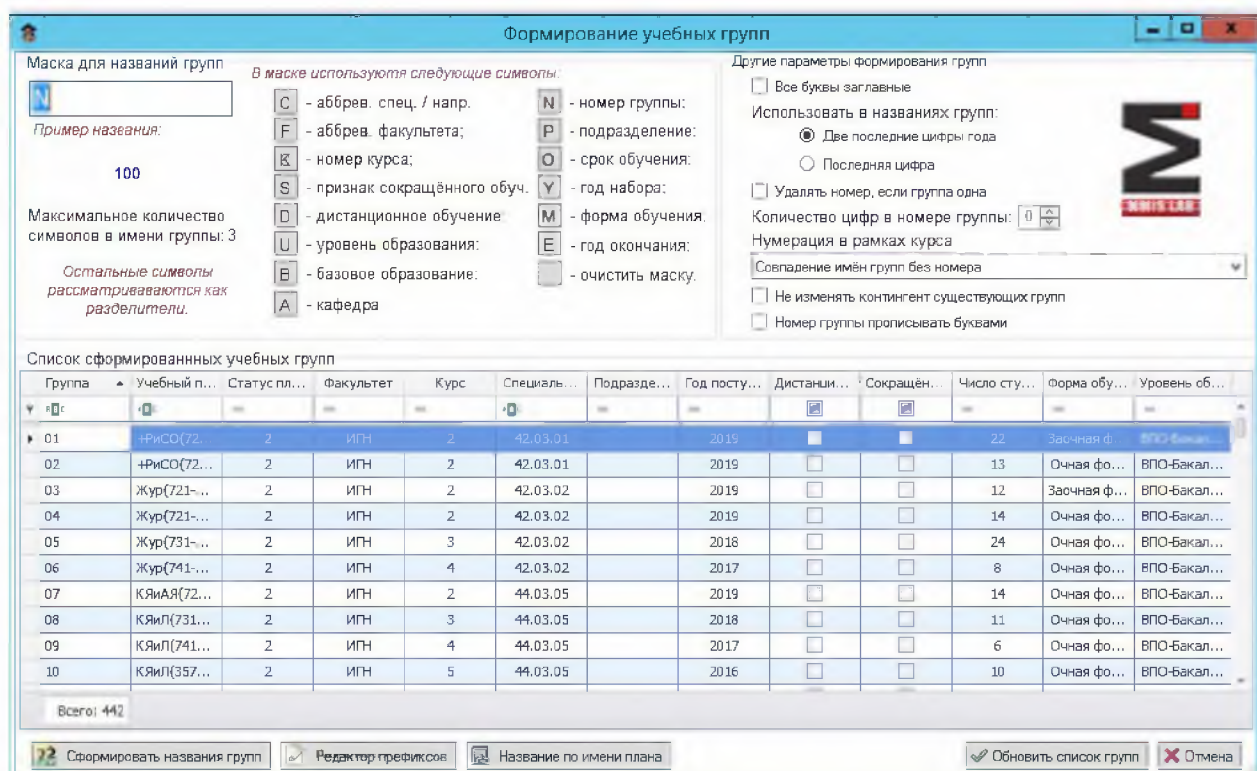 Формирование учебных групп
Маска для названий групп
N
Пример названия:
100
Максимальное количество
символов в имени группы: 3
Остальные символы
рассматриваваются как
разделители.
В маске используютя следующие символы:
C - аббрев. спец. / напр.
F - аббрев. факультета;
K - номер курса;
S - признак сокращённого обуч.
D - дистанционное обучение
U - уровень образования:
B - базовое образование:
A - кафедра
N - номер группы:
P - подразделение:
O - срок обучения:
Y - год набора:
M - форма обучения:
E - год окончания:
- очистить маску.
Другие параметры формирования групп
Все буквы заглавные
Использовать в названиях групп:
Две последние цифры года
Последняя цифра
Удалять номер, если группа одна
Количество цифр в номере группы: 0
Нумерация в рамках курса
Совпадение имён групп без номера
Не изменять контингент существующих групп
Номер группы прописывать буквами
MMIS LAB
Список сформированнных учебных групп
Группа Учебный п... Статус пл... Факультет Курс Специаль... Подразде... Год посту... Дистанци... Сокращён... Число сту... Форма обу... Уровень об...
01 +РиСО(72... 2 ИГН 2 42.03.01 2019 22 Заочная ф... ВПО-Бакал...
02 +РиСО(72... 2 ИГН 2 42.03.01 2019 13 Очная фо... ВПО-Бакал...
03 Жур(721-... 2 ИГН 2 42.03.02 2019 12 Заочная ф... ВПО-Бакал...
04 Жур(721-... 2 ИГН 2 42.03.02 2019 14 Очная фо... ВПО-Бакал...
05 Жур(731-... 2 ИГН 3 42.03.02 2018 24 Очная фо... ВПО-Бакал...
06 Жур(741-... 2 ИГН 4 42.03.02 2017 8 Очная фо... ВПО-Бакал...
07 КЯиАЯ(72... 2 ИГН 2 44.03.05 2019 14 Очная фо... ВПО-Бакал...
08 КЯиЛ(731... 2 ИГН 3 44.03.05 2018 11 Очная фо... ВПО-Бакал...
09 КЯиЛ(741... 2 ИГН 4 44.03.05 2017 6 Очная фо... ВПО-Бакал...
10 КЯиЛ(357... 2 ИГН 5 44.03.05 2016 10 Очная фо... ВПО-Бакал...
Всего: 442
Сформировать названия групп Редактор префиксов Название по имени плана Обновить список групп Отмена